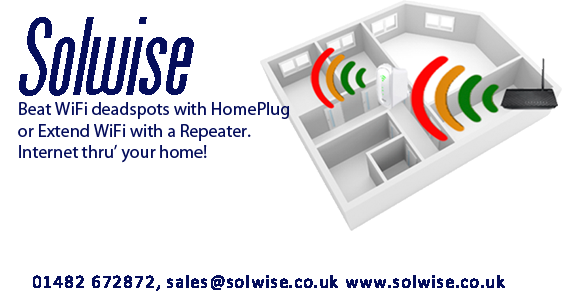 Solwise
Beat WiFi deadspots with HomePlug
or Extend WiFi with a Repeater.
Internet thru’ your home!
01482 672872, sales@solwise.co.uk www.solwise.co.uk